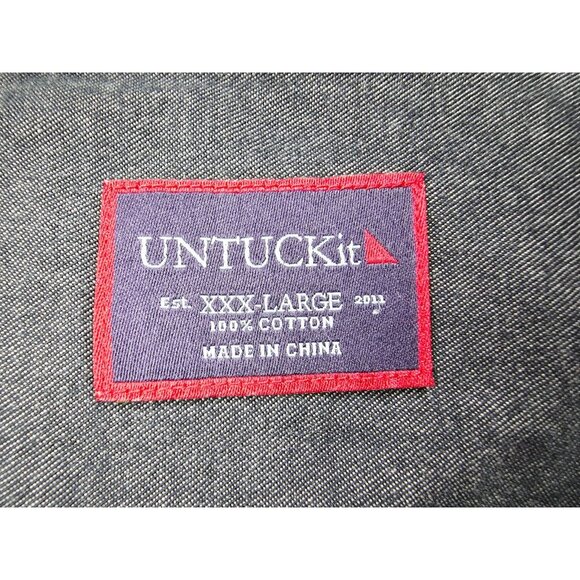 UNTUCKit
Est. XXX-LARGE 2011
100% COTTON
MADE IN CHINA